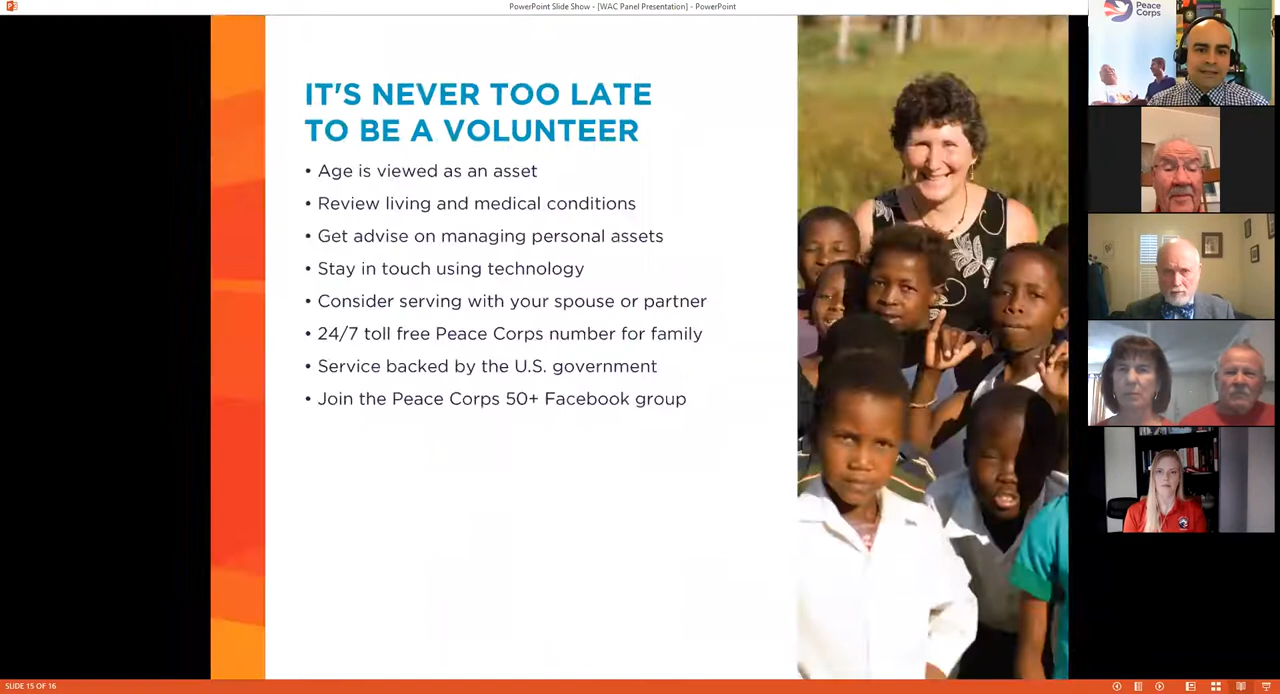 PowerPoint Slide Show - [WAC Panel Presentation] - PowerPoint
Peace
Corps
IT'S NEVER TOO LATE
TO BE A VOLUNTEER
• Age is viewed as an asset
• Review living and medical conditions
• Get advise on managing personal assets
• Stay in touch using technology
• Consider serving with your spouse or partner
• 24/7 toll free Peace Corps number for family
• Service backed by the U.S. government
• Join the Peace Corps 50+ Facebook group
SLIDE 15 OF 16